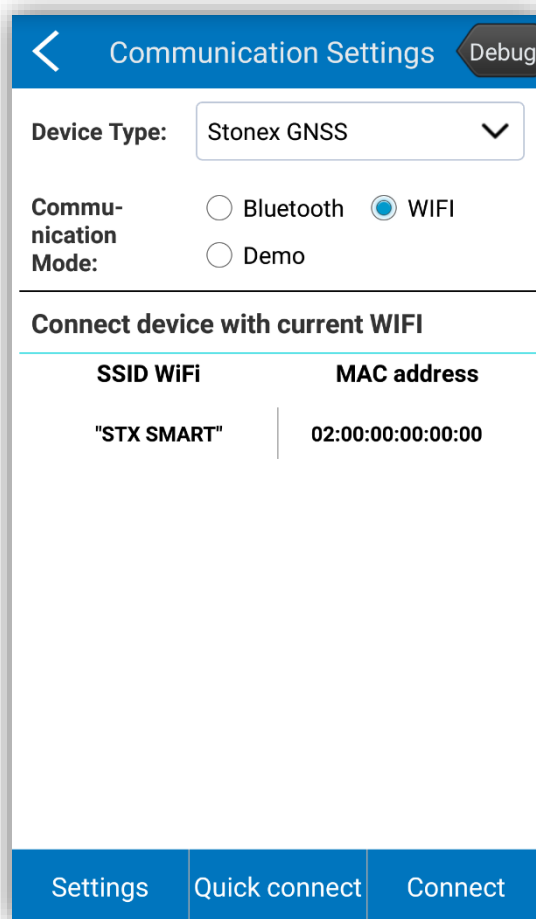 Communication Settings Debug
Device Type: Stonex GNSS
Commu-
nication
Mode:
Bluetooth WIFI
Demo
Connect device with current WIFI
SSID WiFi MAC address
"STX SMART" 02:00:00:00:00:00
Settings Quick connect Connect